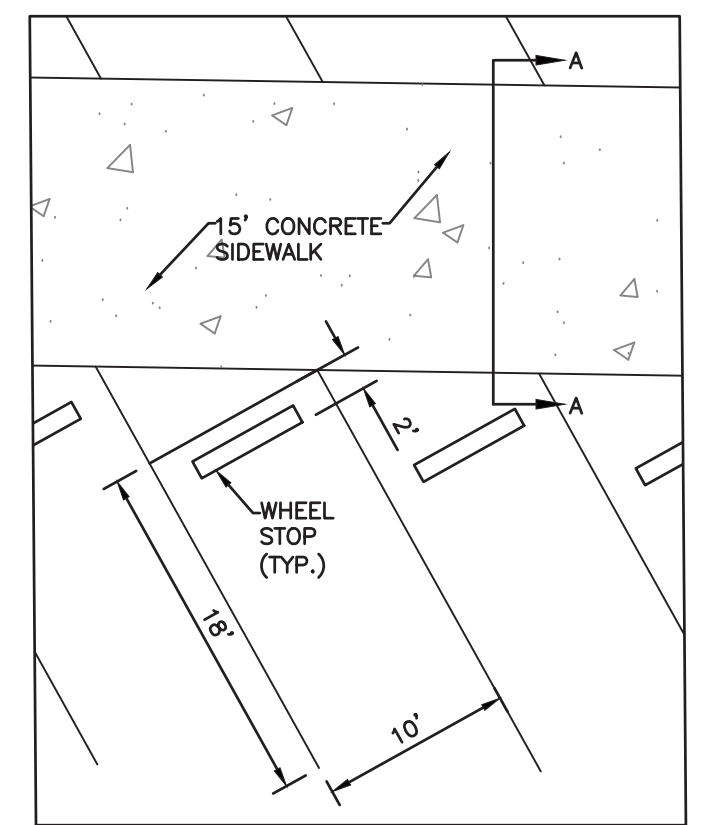 A
15' CONCRETE
SIDEWALK
A
2'
WHEEL
STOP
(TYP.)
18'
10'